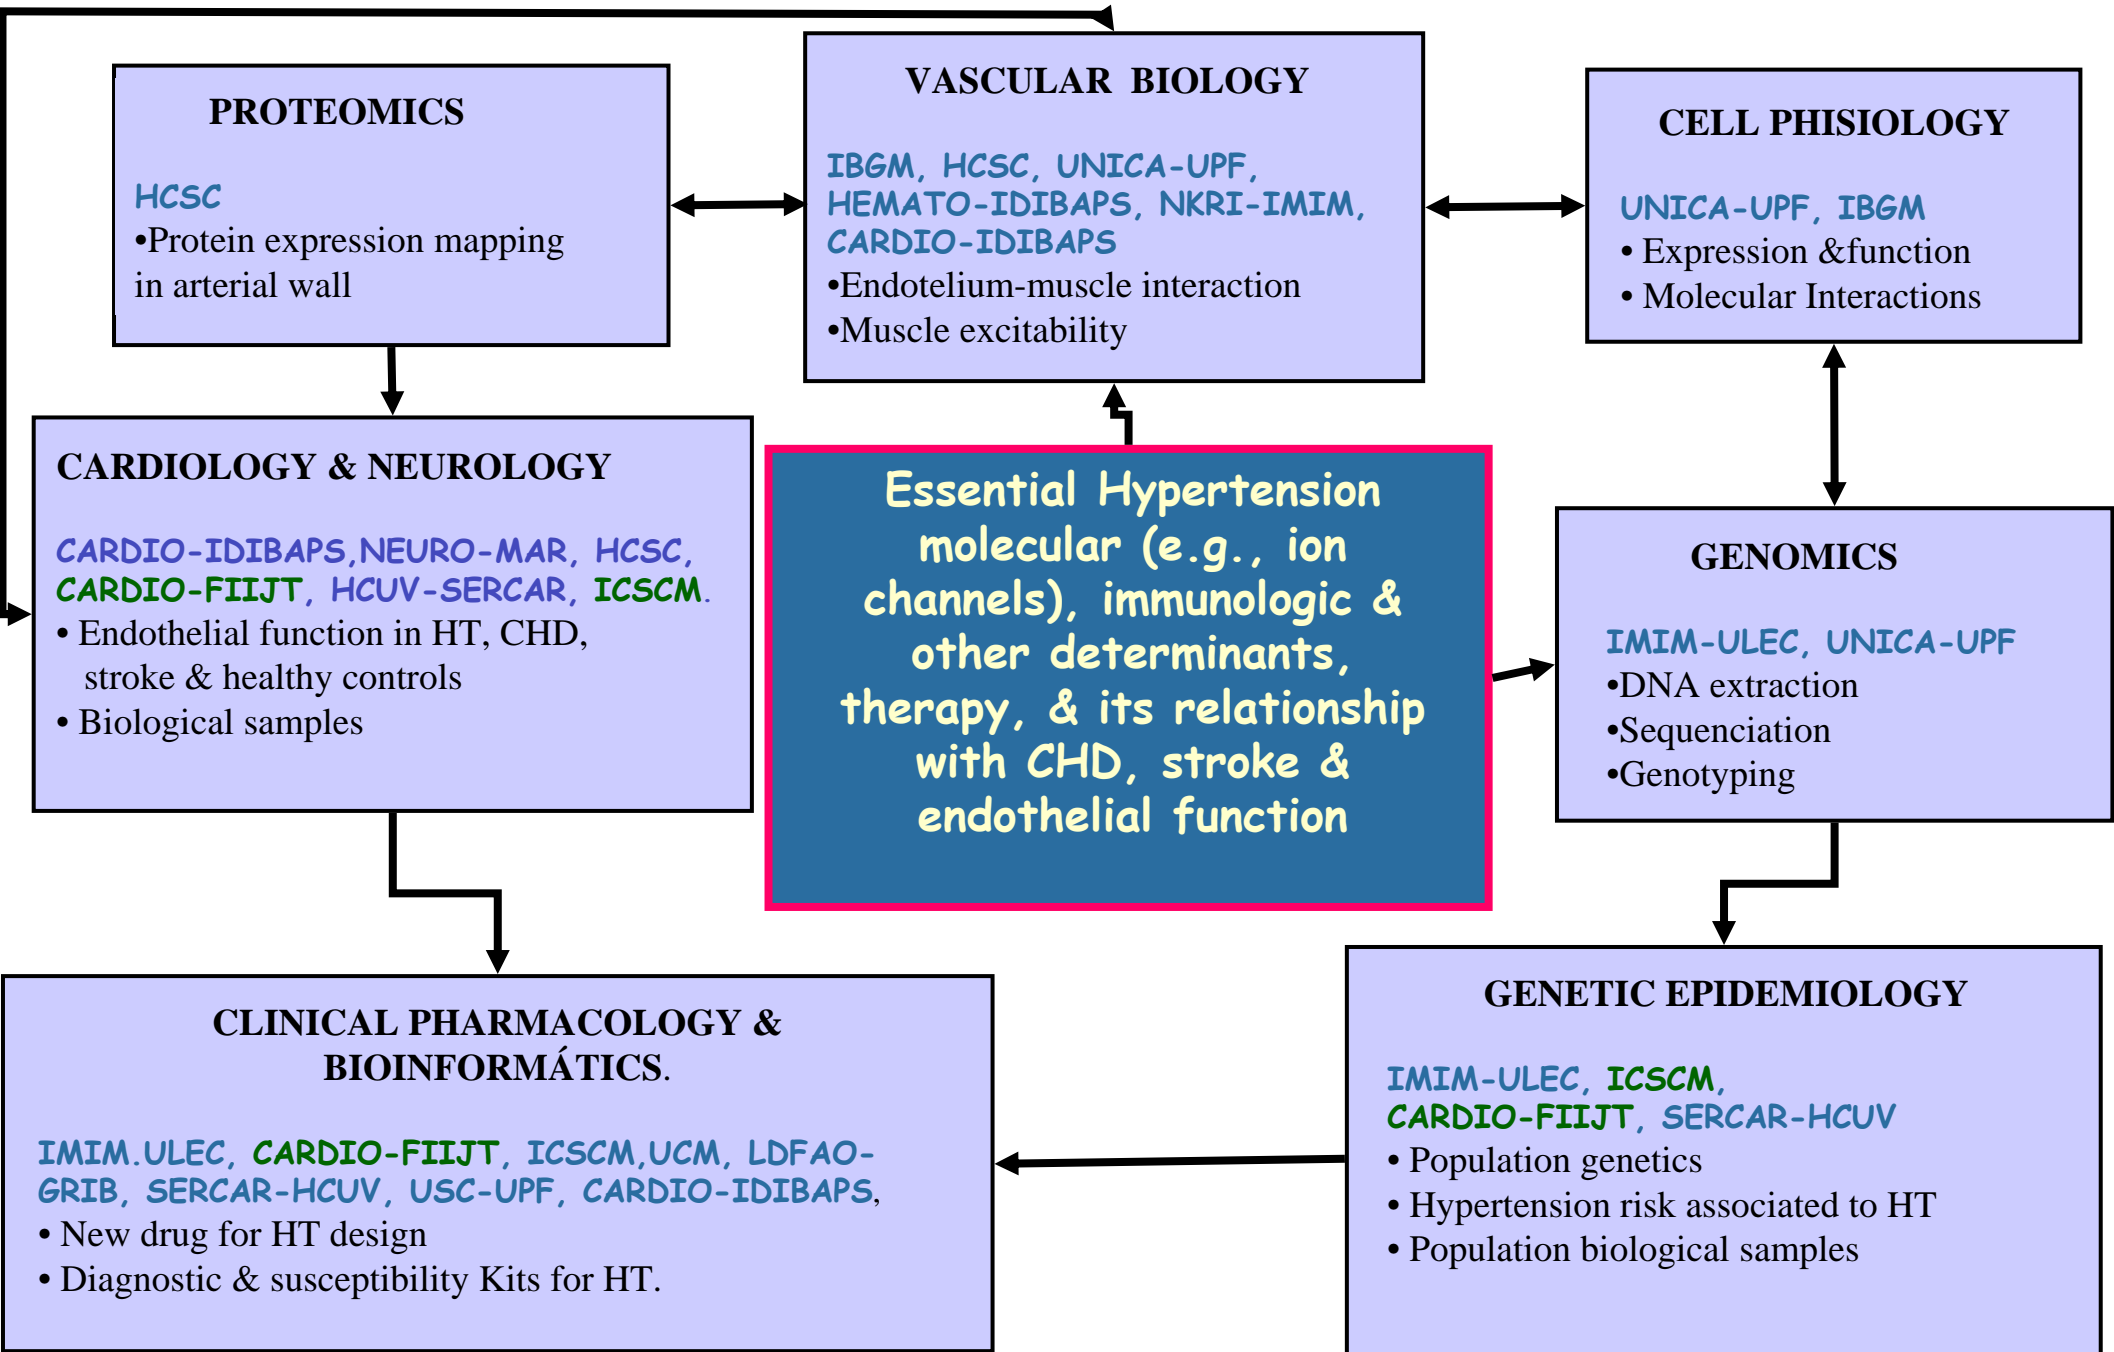 PROTEOMICS
HCSC
•Protein expression mapping
in arterial wall
VASCULAR BIOLOGY
IBGM, HCSC, UNICA-UPF,
HEMATO-IDIBAPS, NKRI-IMIM,
CARDIO-IDIBAPS
•Endotelium-muscle interaction
•Muscle excitability
CELL PHISIOLOGY
UNICA-UPF, IBGM
• Expression &function
• Molecular Interactions
CARDIOLOGY & NEUROLOGY
CARDIO-IDIBAPS,NEURO-MAR, HCSC,
CARDIO-FIIJT, HCUV-SERCAR, ICSCM.
• Endothelial function in HT, CHD,
stroke & healthy controls
• Biological samples
Essential Hypertension
molecular (e.g., ion
channels), immunologic &
other determinants,
therapy, & its relationship
with CHD, stroke &
endothelial function
GENOMICS
IMIM-ULEC, UNICA-UPF
•DNA extraction
•Sequenciation
•Genotyping
CLINICAL PHARMACOLOGY &
BIOINFORMÁTICS.
IMIM.ULEC, CARDIO-FIIJT, ICSCM,UCM, LDFAO-
GRIB, SERCAR-HCUV, USC-UPF, CARDIO-IDIBAPS,
• New drug for HT design
• Diagnostic & susceptibility Kits for HT.
GENETIC EPIDEMIOLOGY
IMIM-ULEC, ICSCM,
CARDIO-FIIJT, SERCAR-HCUV
• Population genetics
• Hypertension risk associated to HT
• Population biological samples